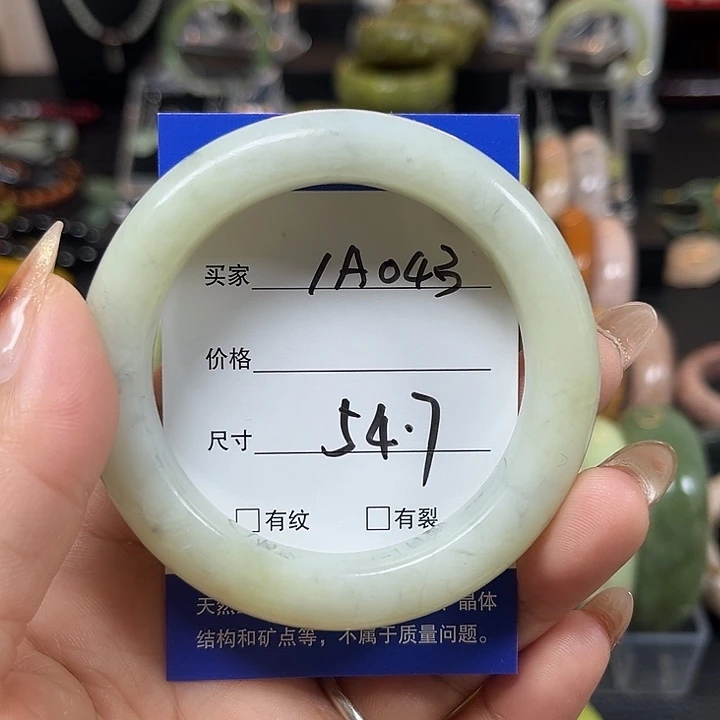 买家 1A043
价格
尺寸 54.7
□有纹 □有裂
天然 晶体
结构和矿点等，不属于质量问题。